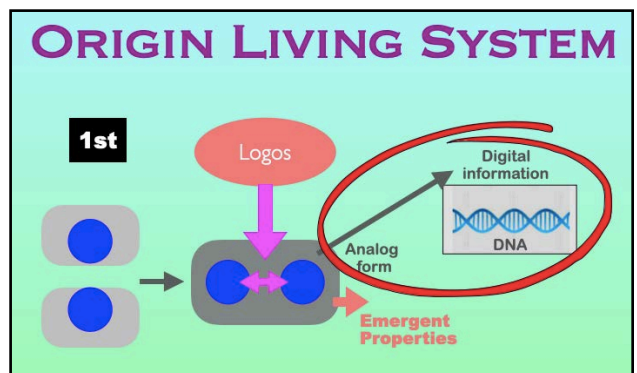 ORIGIN LIVING SYSTEM
1st
Logos
Digital
information
DNA
Analog
form
Emergent
Properties